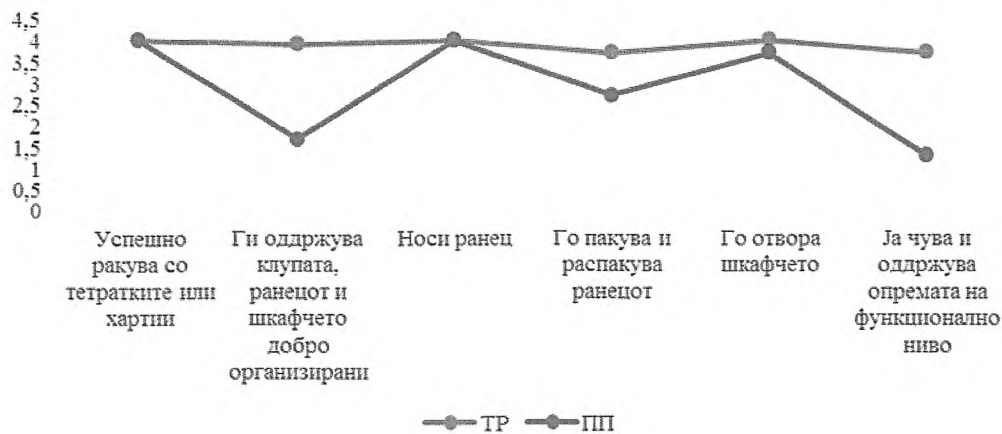 4,5
4
3,5
3
2,5
2
1,5
1
0,5
0
Успешно
ракува со
тетратките или
хартии
Ги оддржува
клупата,
ранецот и
шкафчето
добро
организирани
Носи ранец
Го пакува и
распакува
ранецот
Го отвора
шкафчето
Ја чува и
оддржува
опремата на
функционално
ниво
ТР ПП